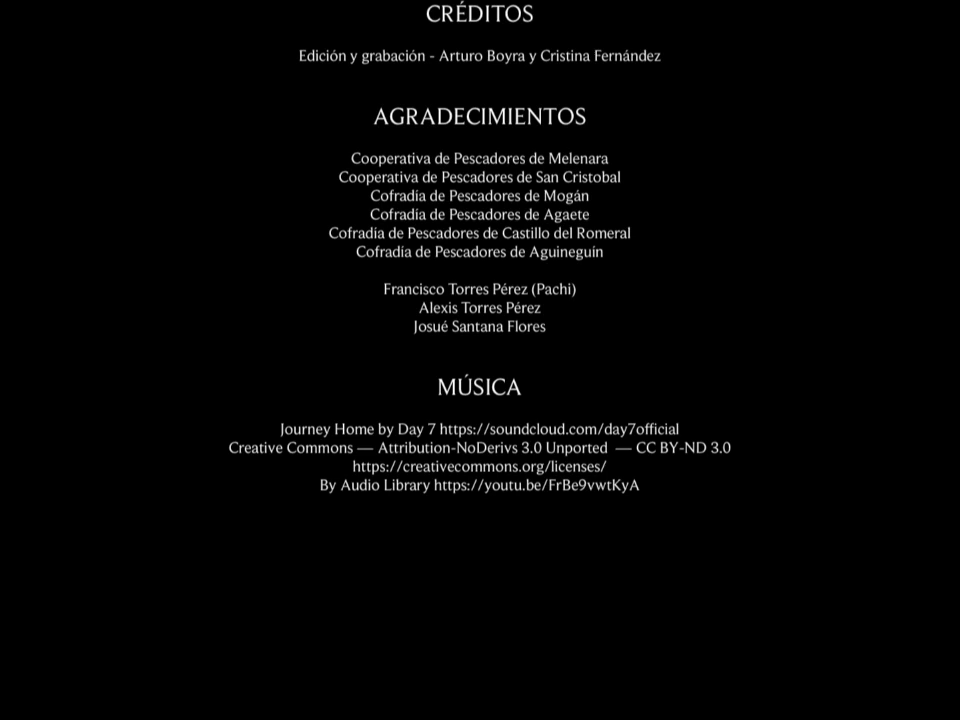 CRÉDITOS
Edición y grabación - Arturo Boyra y Cristina Fernández
AGRADECIMIENTOS
Cooperativa de Pescadores de Melenara
Cooperativa de Pescadores de San Cristobal
Cofradía de Pescadores de Mogán
Cofradía de Pescadores de Agaete
Cofradía de Pescadores de Castillo del Romeral
Cofradía de Pescadores de Aguineguín
Francisco Torres Pérez (Pachi)
Alexis Torres Pérez
Josué Santana Flores
MÚSICA
Journey Home by Day 7 https://soundcloud.com/day7official
Creative Commons — Attribution-NoDerivs 3.0 Unported — CC BY-ND 3.0
https://creativecommons.org/licenses/
By Audio Library https://youtu.be/FrBe9vwtKyA